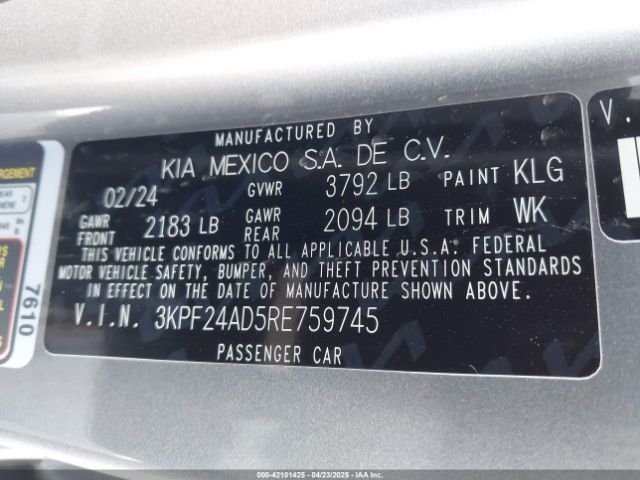 MANUFACTURED BY
KIA MEXICO S.A. DE C.V.
02/24 GVWR 3792 LB PAINT KLG
GAWR FRONT 2183 LB GAWR REAR 2094 LB TRIM WK
THIS VEHICLE CONFORMS TO ALL APPLICABLE U.S.A. FEDERAL
MOTOR VEHICLE SAFETY, BUMPER, AND THEFT PREVENTION STANDARDS
IN EFFECT ON THE DATE OF MANUFACTURE SHOWN ABOVE.
V.I.N. 3KPF24AD5RE759745
PASSENGER CAR
7610
V.
000-42101425 - 04/23/2025 - 000-42101425